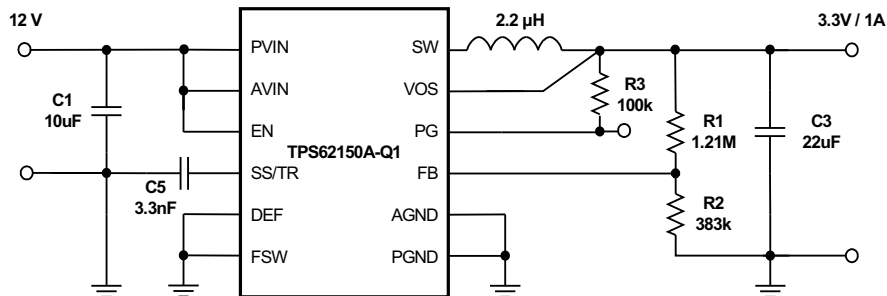 12 V
2.2 µH
3.3V / 1A
PVIN
SW
AVIN
VOS
R3
100k
C1
10uF
EN
PG
R1
1.21M
C3
22uF
TPS62150A-Q1
SS/TR
FB
C5
3.3nF
R2
383k
DEF
AGND
FSW
PGND